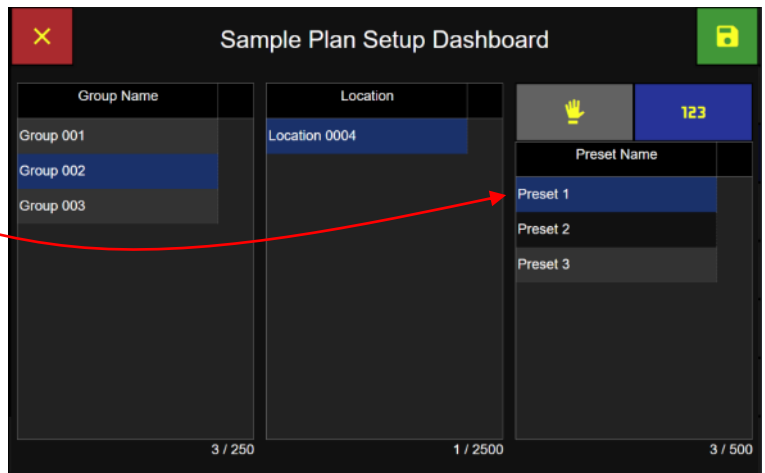 Sample Plan Setup Dashboard
Group Name
Group 001
Group 002
Group 003
3 / 250
Location
Location 0004
1 / 2500
123
Preset Name
Preset 1
Preset 2
Preset 3
3 / 500